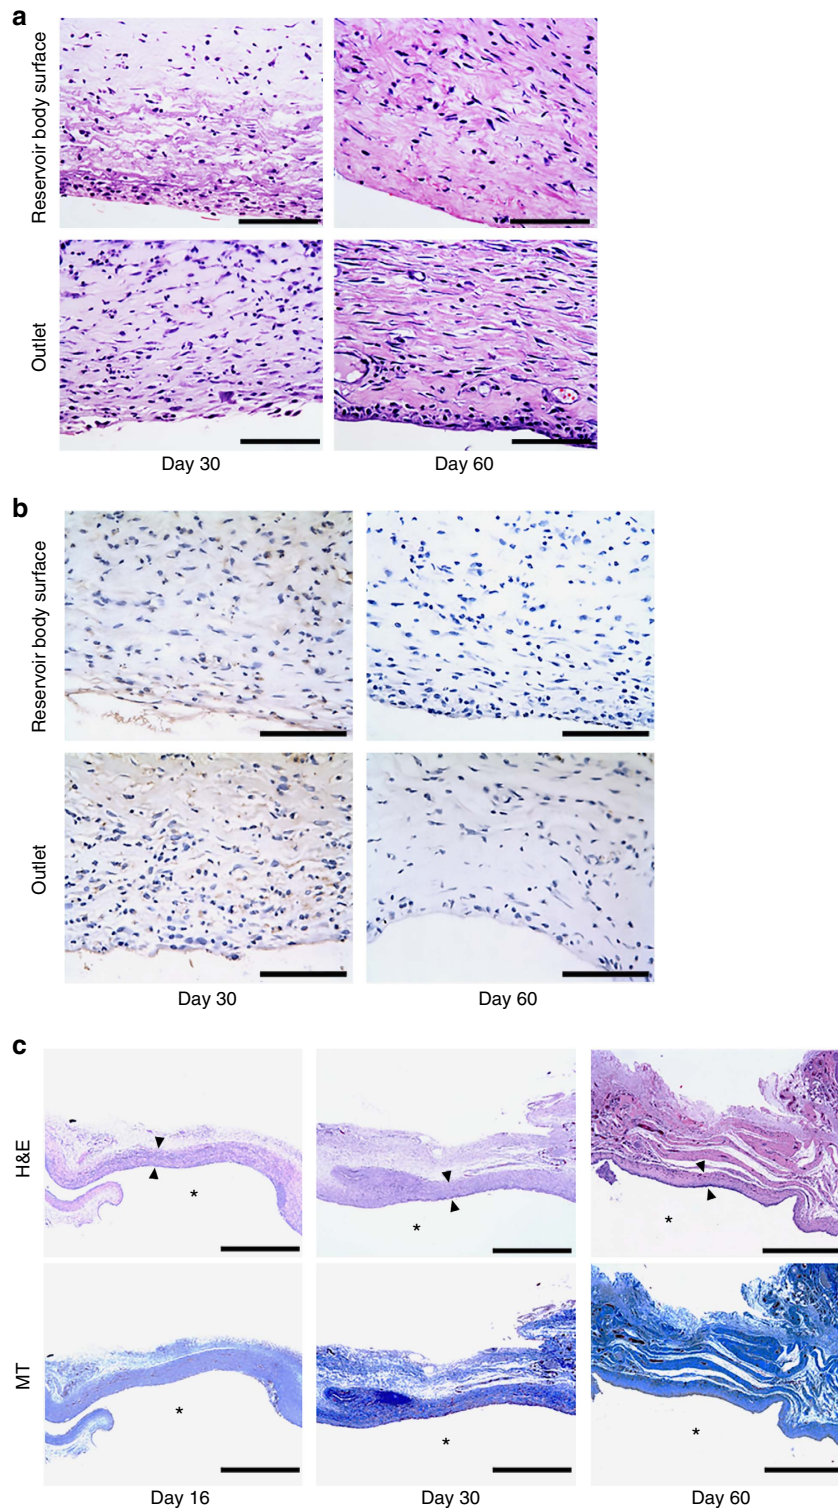 a
Reservoir body surface
Outlet
Day 30
Day 60
b
Reservoir body surface
Outlet
Day 30
Day 60
c
H&E
*
*
*
MT
*
*
*
Day 16
Day 30
Day 60